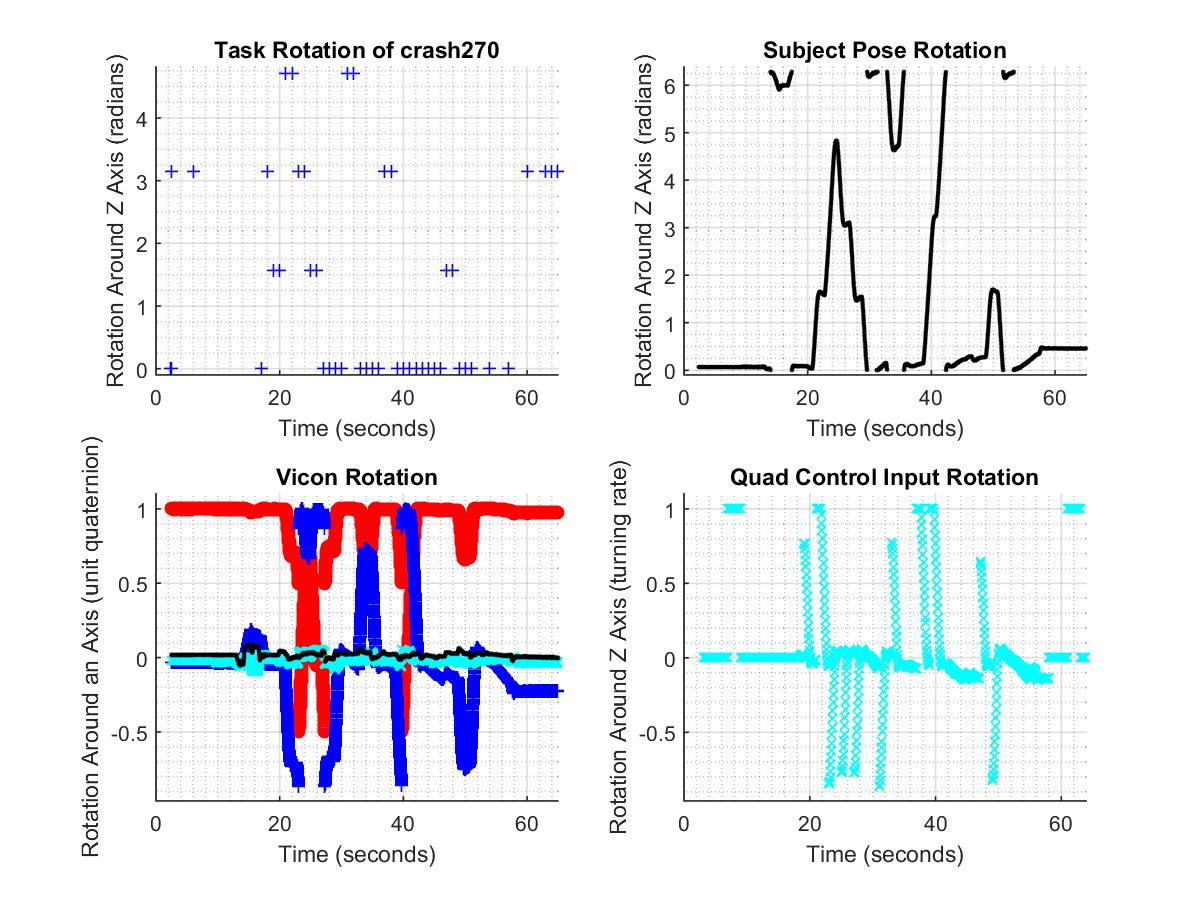 Task Rotation of crash270
Rotation Around Z Axis (radians)
4
3
2
1
0
0 20 40 60
Time (seconds)
Subject Pose Rotation
Rotation Around Z Axis (radians)
6
5
4
3
2
1
0
0 20 40 60
Time (seconds)
Vicon Rotation
Rotation Around an Axis (unit quaternion)
1
0.5
0
-0.5
0 20 40 60
Time (seconds)
Quad Control Input Rotation
Rotation Around Z Axis (turning rate)
1
0.5
0
-0.5
0 20 40 60
Time (seconds)